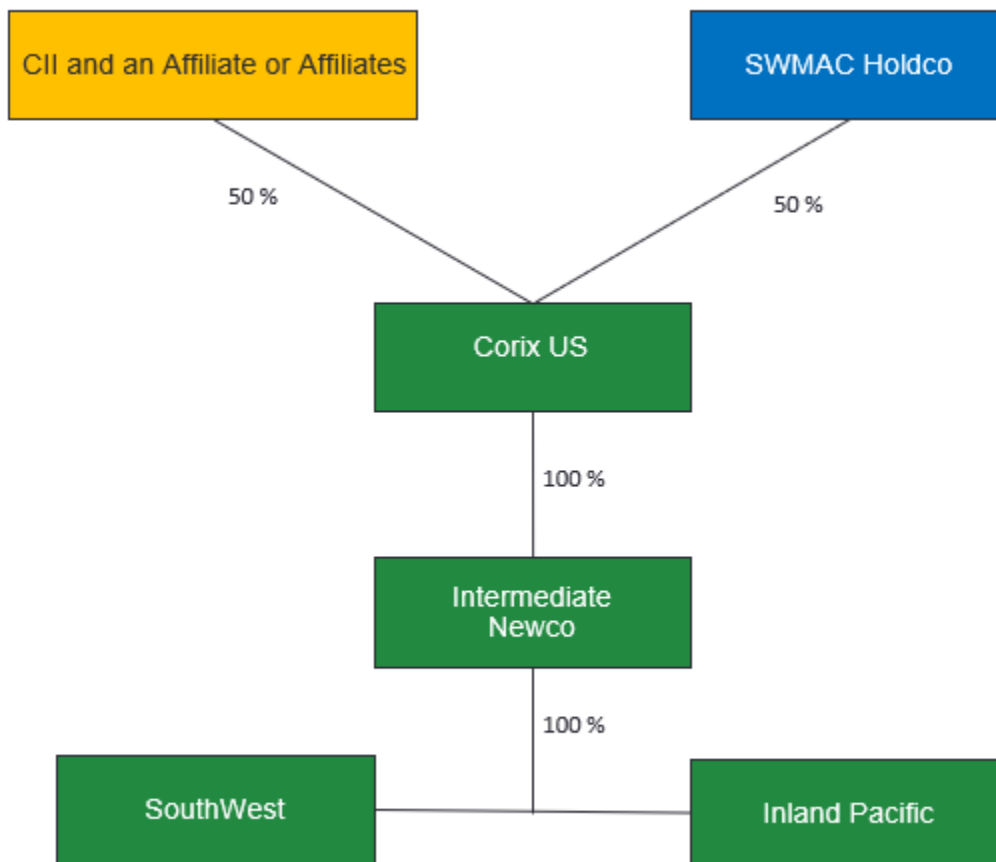 CII and an Affiliate or Affiliates
SWMAC Holdco
50 %
50 %
Corix US
100 %
Intermediate
Newco
100 %
SouthWest
Inland Pacific